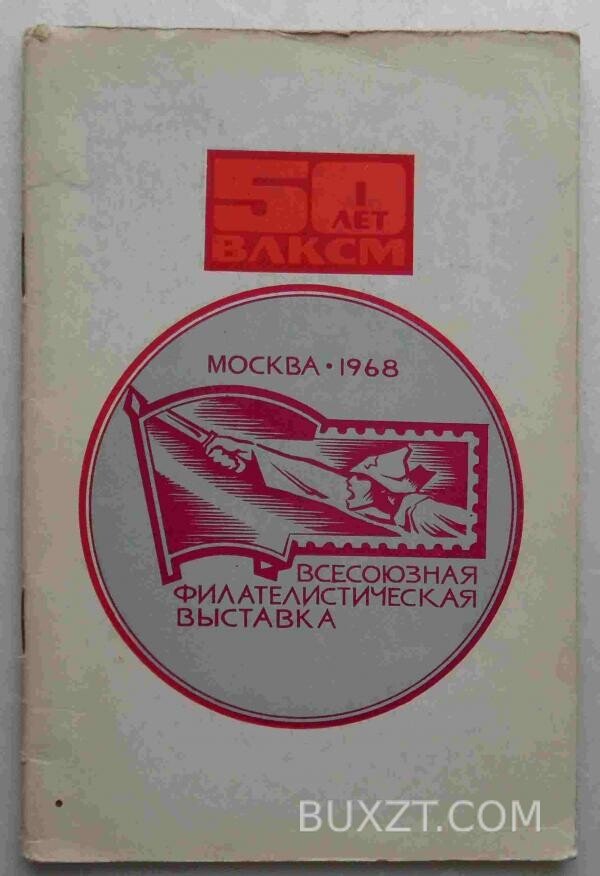 50
ЛЕТ
ВЛКСМ
МОСКВА • 1968
ВСЕСОЮЗНАЯ
ФИЛАТЕЛИСТИЧЕСКАЯ
ВЫСТАВКА
BUXZT.COM